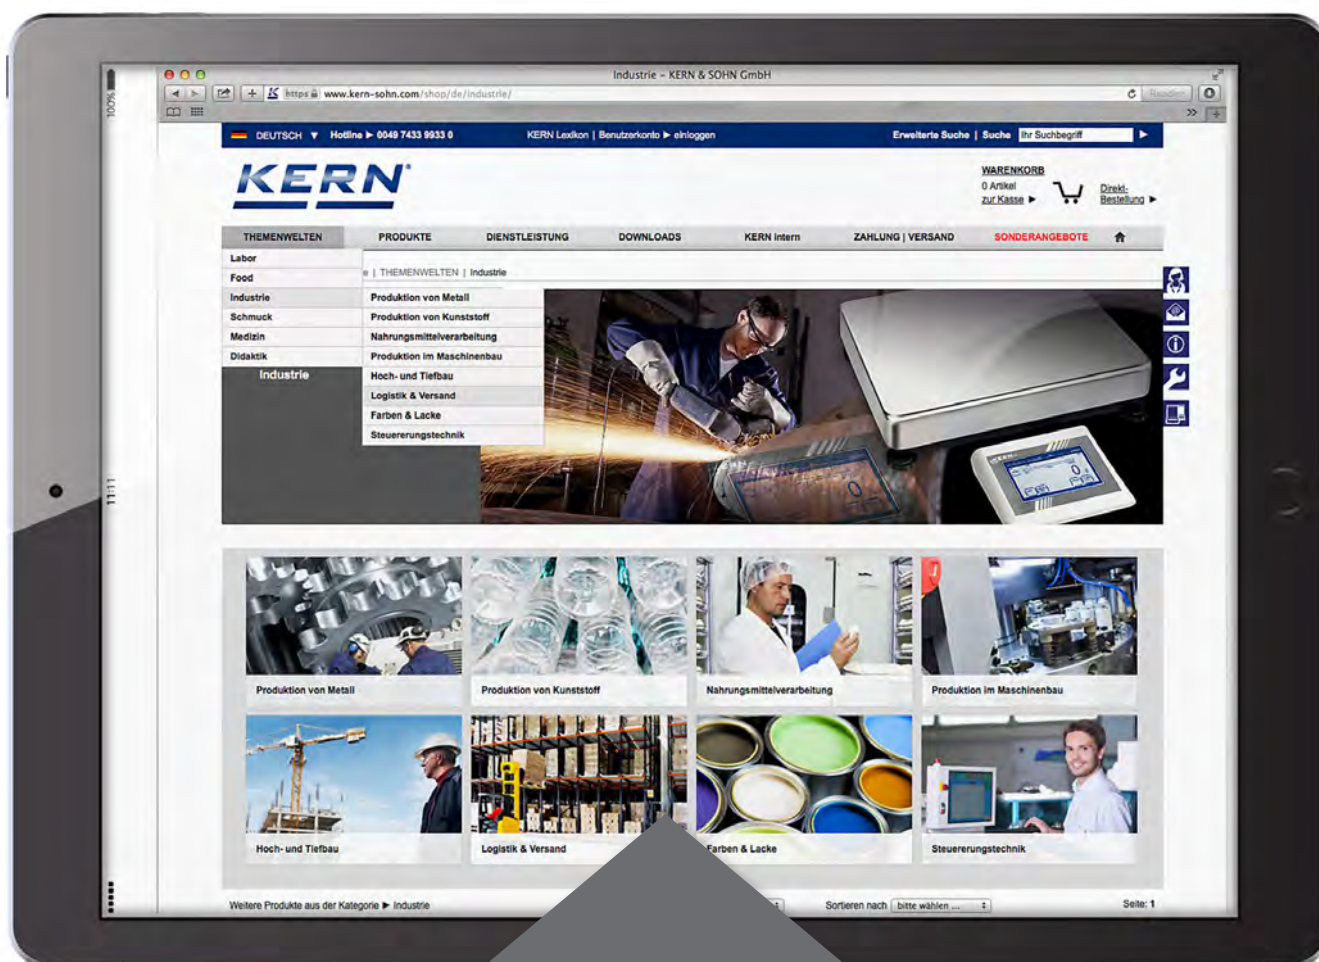 100%
11:11
Industrie – KERN & SOHN GmbH
https www.kern-sohn.com/shop/de/industrie/
Reader
DEUTSCH ▼ Hotline ► 0049 7433 9933 0 KERN Lexikon | Benutzerkonto ► einloggen Erweiterte Suche | Suche Ihr Suchbegriff
KERN
WARENKORB
0 Artikel
zur Kasse ►
Direkt-
Bestellung ►
THEMENWELTEN PRODUKTE DIENSTLEISTUNG DOWNLOADS KERN intern ZAHLUNG | VERSAND SONDERANGEBOTE
Labor
Food
Industrie
Schmuck
Medizin
Didaktik
| THEMENWELTEN | Industrie
Produktion von Metall
Produktion von Kunststoff
Nahrungsmittelverarbeitung
Produktion im Maschinenbau
Hoch- und Tiefbau
Logistik & Versand
Farben & Lacke
Steuererungstechnik
Industrie
Produktion von Metall
Produktion von Kunststoff
Nahrungsmittelverarbeitung
Produktion im Maschinenbau
Hoch- und Tiefbau
Logistik & Versand
Farben & Lacke
Steuererungstechnik
Weitere Produkte aus der Kategorie ► Industrie
Sortieren nach bitte wählen ...
Seite: 1